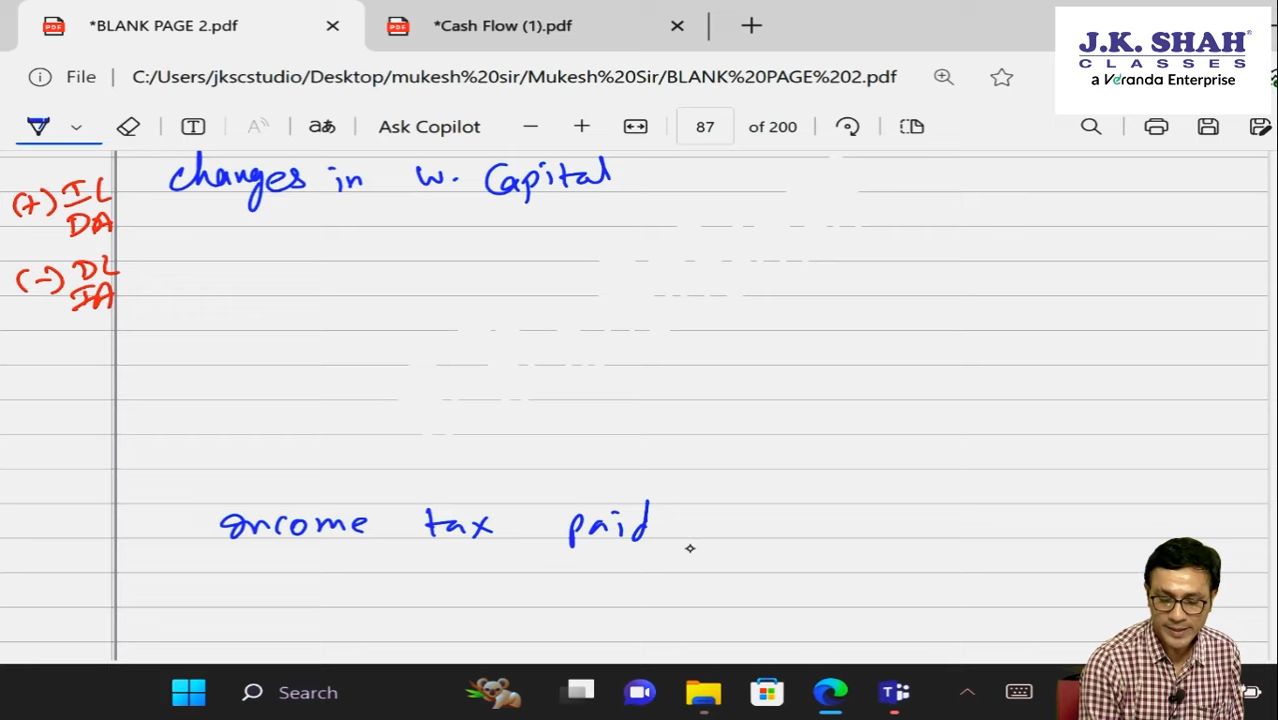 *BLANK PAGE 2.pdf
*Cash Flow (1).pdf
J.K. SHAH®
CLASSES
a Veranda Enterprise
File
C:/Users/jkscstudio/Desktop/mukesh%20sir/Mukesh%20Sir/BLANK%20PAGE%202.pdf
aあ
Ask Copilot
87
of 200
changes in w. Capital
(+) IL
DA
(-) DL
IA
income tax paid
Search